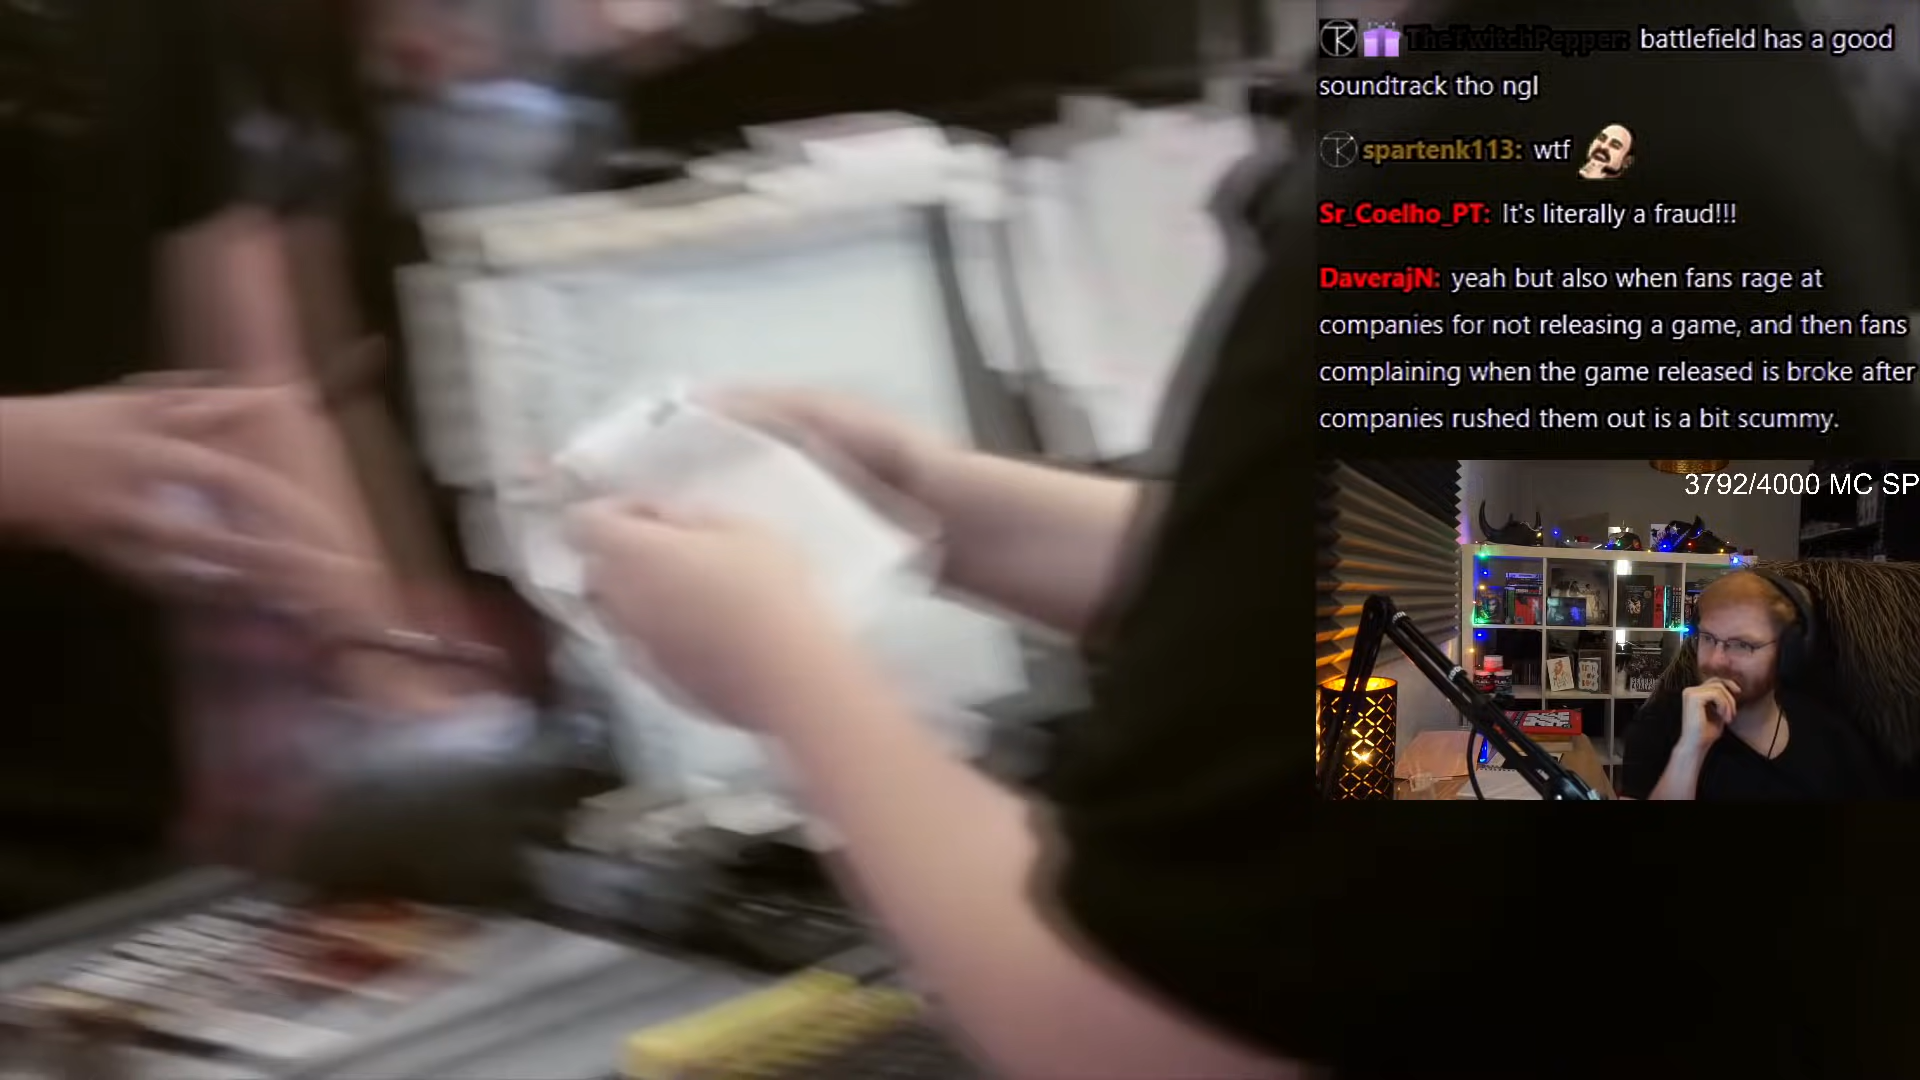 TheTwitchPepper: battlefield has a good
soundtrack tho ngl
spartenk113: wtf
Sr_Coelho_PT: It's literally a fraud!!!
DaverajN: yeah but also when fans rage at
companies for not releasing a game, and then fans
complaining when the game released is broke after
companies rushed them out is a bit scummy.
3792/4000 MC SP